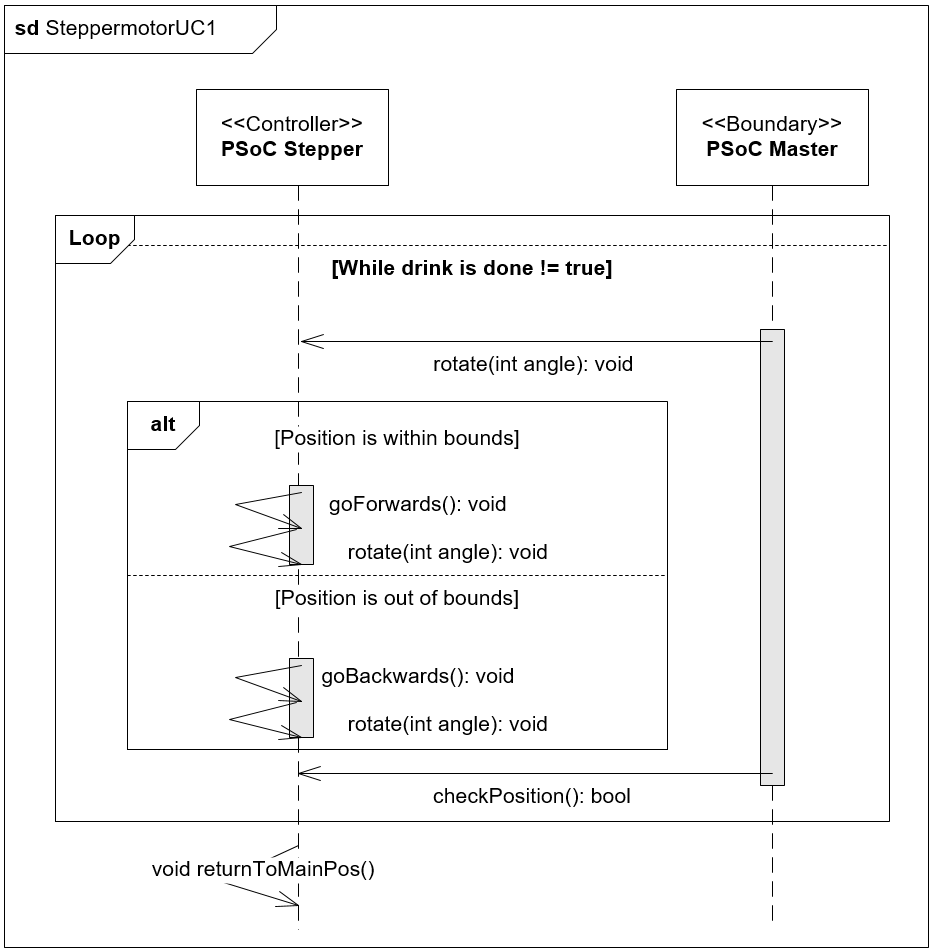 sd SteppermotorUC1
<<Controller>>
PSoC Stepper
<<Boundary>>
PSoC Master
Loop
[While drink is done != true]
rotate(int angle): void
alt
[Position is within bounds]
goForwards(): void
rotate(int angle): void
[Position is out of bounds]
goBackwards(): void
rotate(int angle): void
checkPosition(): bool
void returnToMainPos()